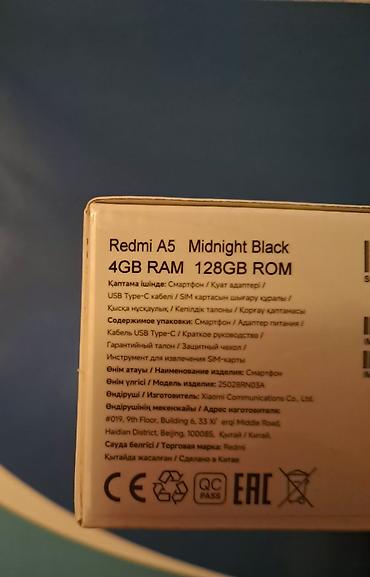 Redmi A5 Midnight Black
4GB RAM 128GB ROM
Қаптама ішінде: Смартфон / Қуат адаптері /
USB Type-C кабелі / SIM картасын шығару құралы /
Қысқа нұсқаулық / Кепілдік талоны / Қорғау қаптамасы
Содержимое упаковки: Смартфон / Адаптер питания /
Кабель USB Type-C / Краткое руководство /
Гарантийный талон / Защитный чехол /
Инструмент для извлечения SIM-карты
Өнім атауы / Наименование изделия: Смартфон
Өнім үлгісі / Модель изделия: 25028RN03A
Өндіруші / Изготовитель: Xiaomi Communications Co., Ltd.
Өндірушінің мекенжайы / Адрес изготовителя:
#019, 9th Floor, Building 6, 33 Xi' erqi Middle Road,
Haidian District, Beijing, 100085, Қытай / Китай.
Сауда белгісі / Торговая марка: Redmi
Қытайда жасалған / Сделано в Китае
CE QC PASS EAC